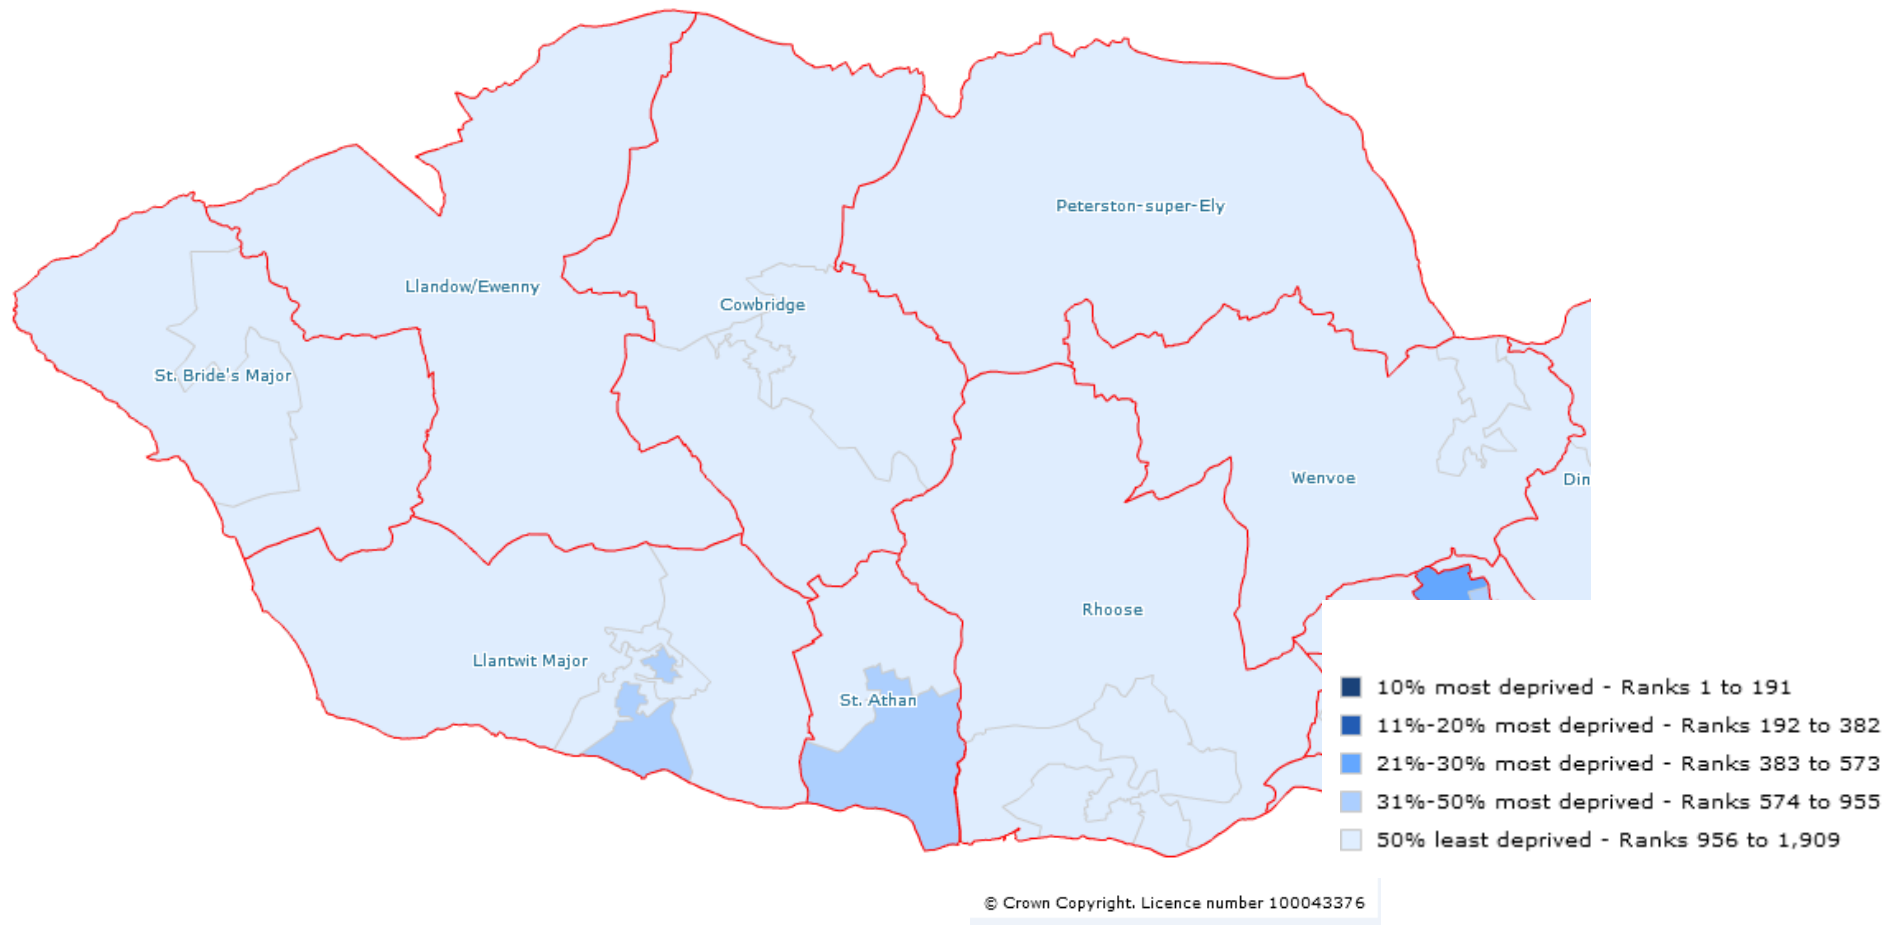 Peterston-super-Ely
Llandow/Ewenny
Cowbridge
St. Bride's Major
Wenvoe
Din
Rhoose
Llantwit Major
St. Athan
10% most deprived - Ranks 1 to 191
11%-20% most deprived - Ranks 192 to 382
21%-30% most deprived - Ranks 383 to 573
31%-50% most deprived - Ranks 574 to 955
50% least deprived - Ranks 956 to 1,909
© Crown Copyright. Licence number 100043376